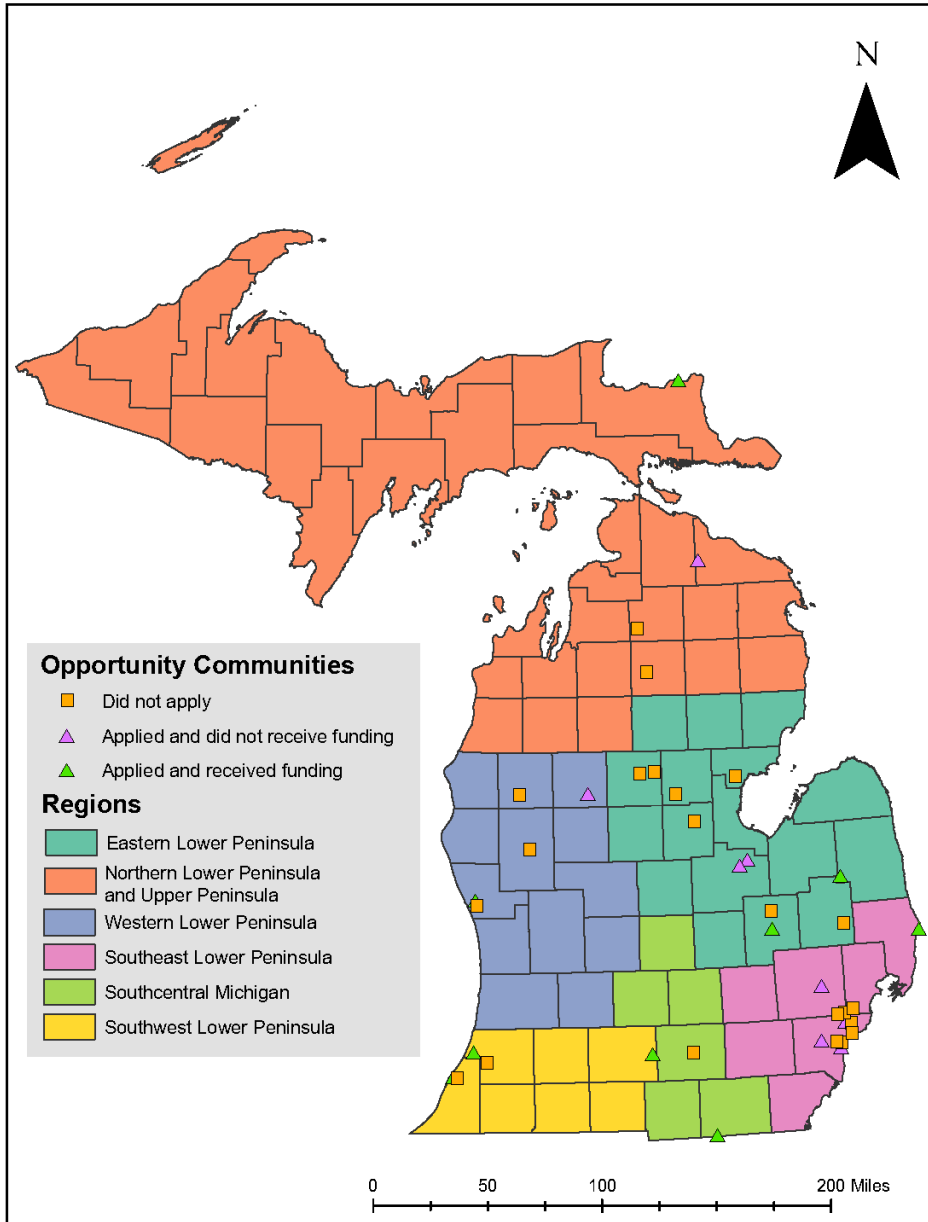 N
Opportunity Communities
Did not apply
Applied and did not receive funding
Applied and received funding
Regions
Eastern Lower Peninsula
Northern Lower Peninsula
and Upper Peninsula
Western Lower Peninsula
Southeast Lower Peninsula
Southcentral Michigan
Southwest Lower Peninsula
0 50 100 200 Miles